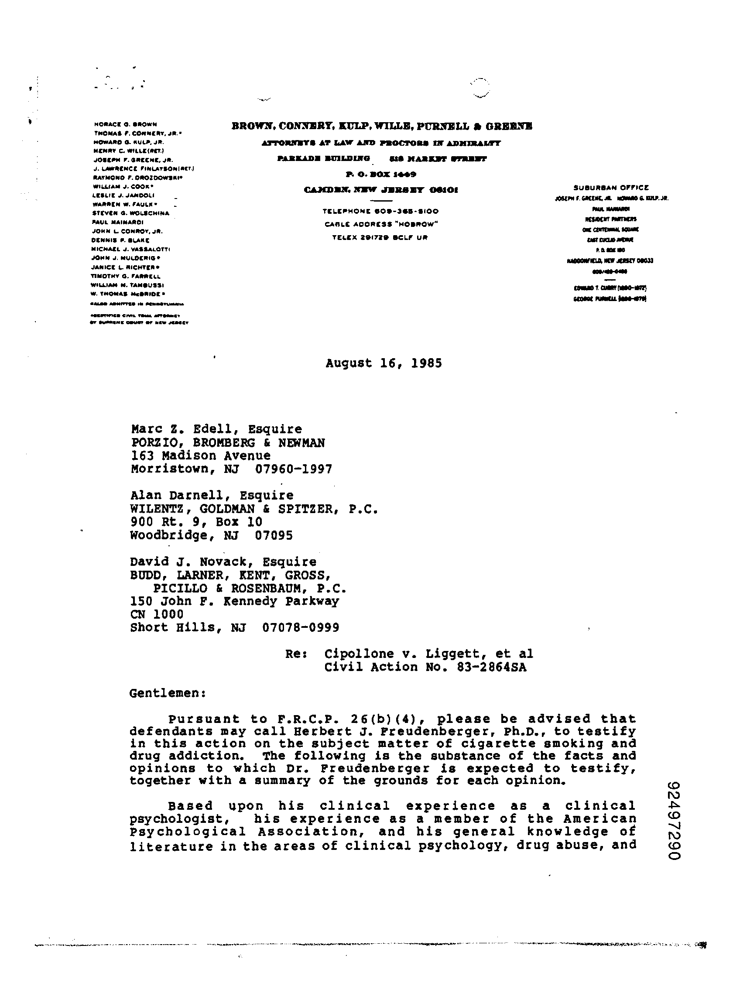 HORACE G. BROWN
THOMAS F. CONNERY, JR.*
HOWARD G. KULP, JR.
HENRY C. WILLE (RET.)
JOSEPH F. GREENE, JR.
J. LAWRENCE FINLAYSON (RET.)
RAYMOND F. DROZDOWSKI*
WILLIAM J. COOK*
LESLIE J. JANDOLI
WARREN W. FAULK*
STEVEN G. WOLSCHINA
PAUL MAINARDI
JOHN L. CONROY, JR.
DENNIS P. BLAKE
MICHAEL J. VASSALOTTI
JOHN J. MULDERIG*
JANICE L. RICHTER*
TIMOTHY G. FARRELL
WILLIAM M. TAMBUSSI
W. THOMAS McBRIDE*
*ALSO ADMITTED IN PENNSYLVANIA
CERTIFIED CIVIL TRIAL ATTORNEY
BY SUPREME COURT OF NEW JERSEY
BROWN, CONNERY, KULP, WILLE, PURNELL & GREENE
ATTORNEYS AT LAW AND PROCTORS IN ADMIRALTY
PARKADE BUILDING 518 MARKET STREET
P. O. BOX 1449
CAMDEN, NEW JERSEY 08101
TELEPHONE 609-365-5100
CABLE ADDRESS "HOBROW"
TELEX 291729 BCLF UR
SUBURBAN OFFICE
JOSEPH F. GREENE, JR. HOWARD G. KULP, JR.
PAUL MAINARDI
RESIDENT PARTNERS
ONE CENTENNIAL SQUARE
EAST EUCLID AVENUE
P. O. BOX
HADDONFIELD, NEW JERSEY 08033
EDWARD T. CURRY
GEORGE PURNELL
August 16, 1985
Marc Z. Edell, Esquire
PORZIO, BROMBERG & NEWMAN
163 Madison Avenue
Morristown, NJ 07960-1997
Alan Darnell, Esquire
WILENTZ, GOLDMAN & SPITZER, P.C.
900 Rt. 9, Box 10
Woodbridge, NJ 07095
David J. Novack, Esquire
BUDD, LARNER, KENT, GROSS,
PICILLO & ROSENBAUM, P.C.
150 John F. Kennedy Parkway
CN 1000
Short Hills, NJ 07078-0999
Re: Cipollone v. Liggett, et al
Civil Action No. 83-2864SA
Gentlemen:
Pursuant to F.R.C.P. 26(b)(4), please be advised that
defendants may call Herbert J. Freudenberger, Ph.D., to testify
in this action on the subject matter of cigarette smoking and
drug addiction. The following is the substance of the facts and
opinions to which Dr. Freudenberger is expected to testify,
together with a summary of the grounds for each opinion.
Based upon his clinical experience as a clinical
psychologist, his experience as a member of the American
Psychological Association, and his general knowledge of
literature in the areas of clinical psychology, drug abuse, and
92497290